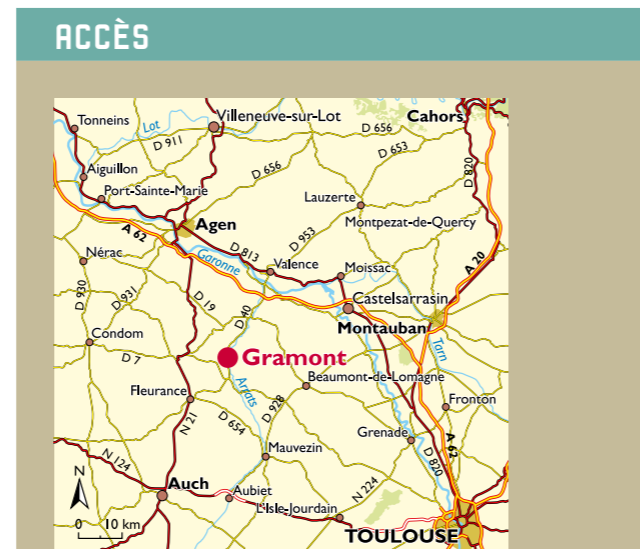 ACCÈS
Tonneins
Lot
Villeneuve-sur-Lot
Cahors
D 911
D 656
D 653
D 820
Aiguillon
D 656
Port-Sainte-Marie
Lauzerte
A 62
Agen
Montpezat-de-Quercy
D 813
D 953
Nérac
Garonne
Valence
Moissac
A 20
D 930
D 931
D 19
D 40
Castelsarrasin
Montauban
Condom
Tarn
D 7
Gramont
Arrats
Beaumont-de-Lomagne
Fleurance
D 928
Fronton
N 21
D 654
Grenade
A 62
Mauvezin
D 820
N 124
N
Auch
Aubiet
N 224
L'Isle-Jourdain
0 10 km
TOULOUSE